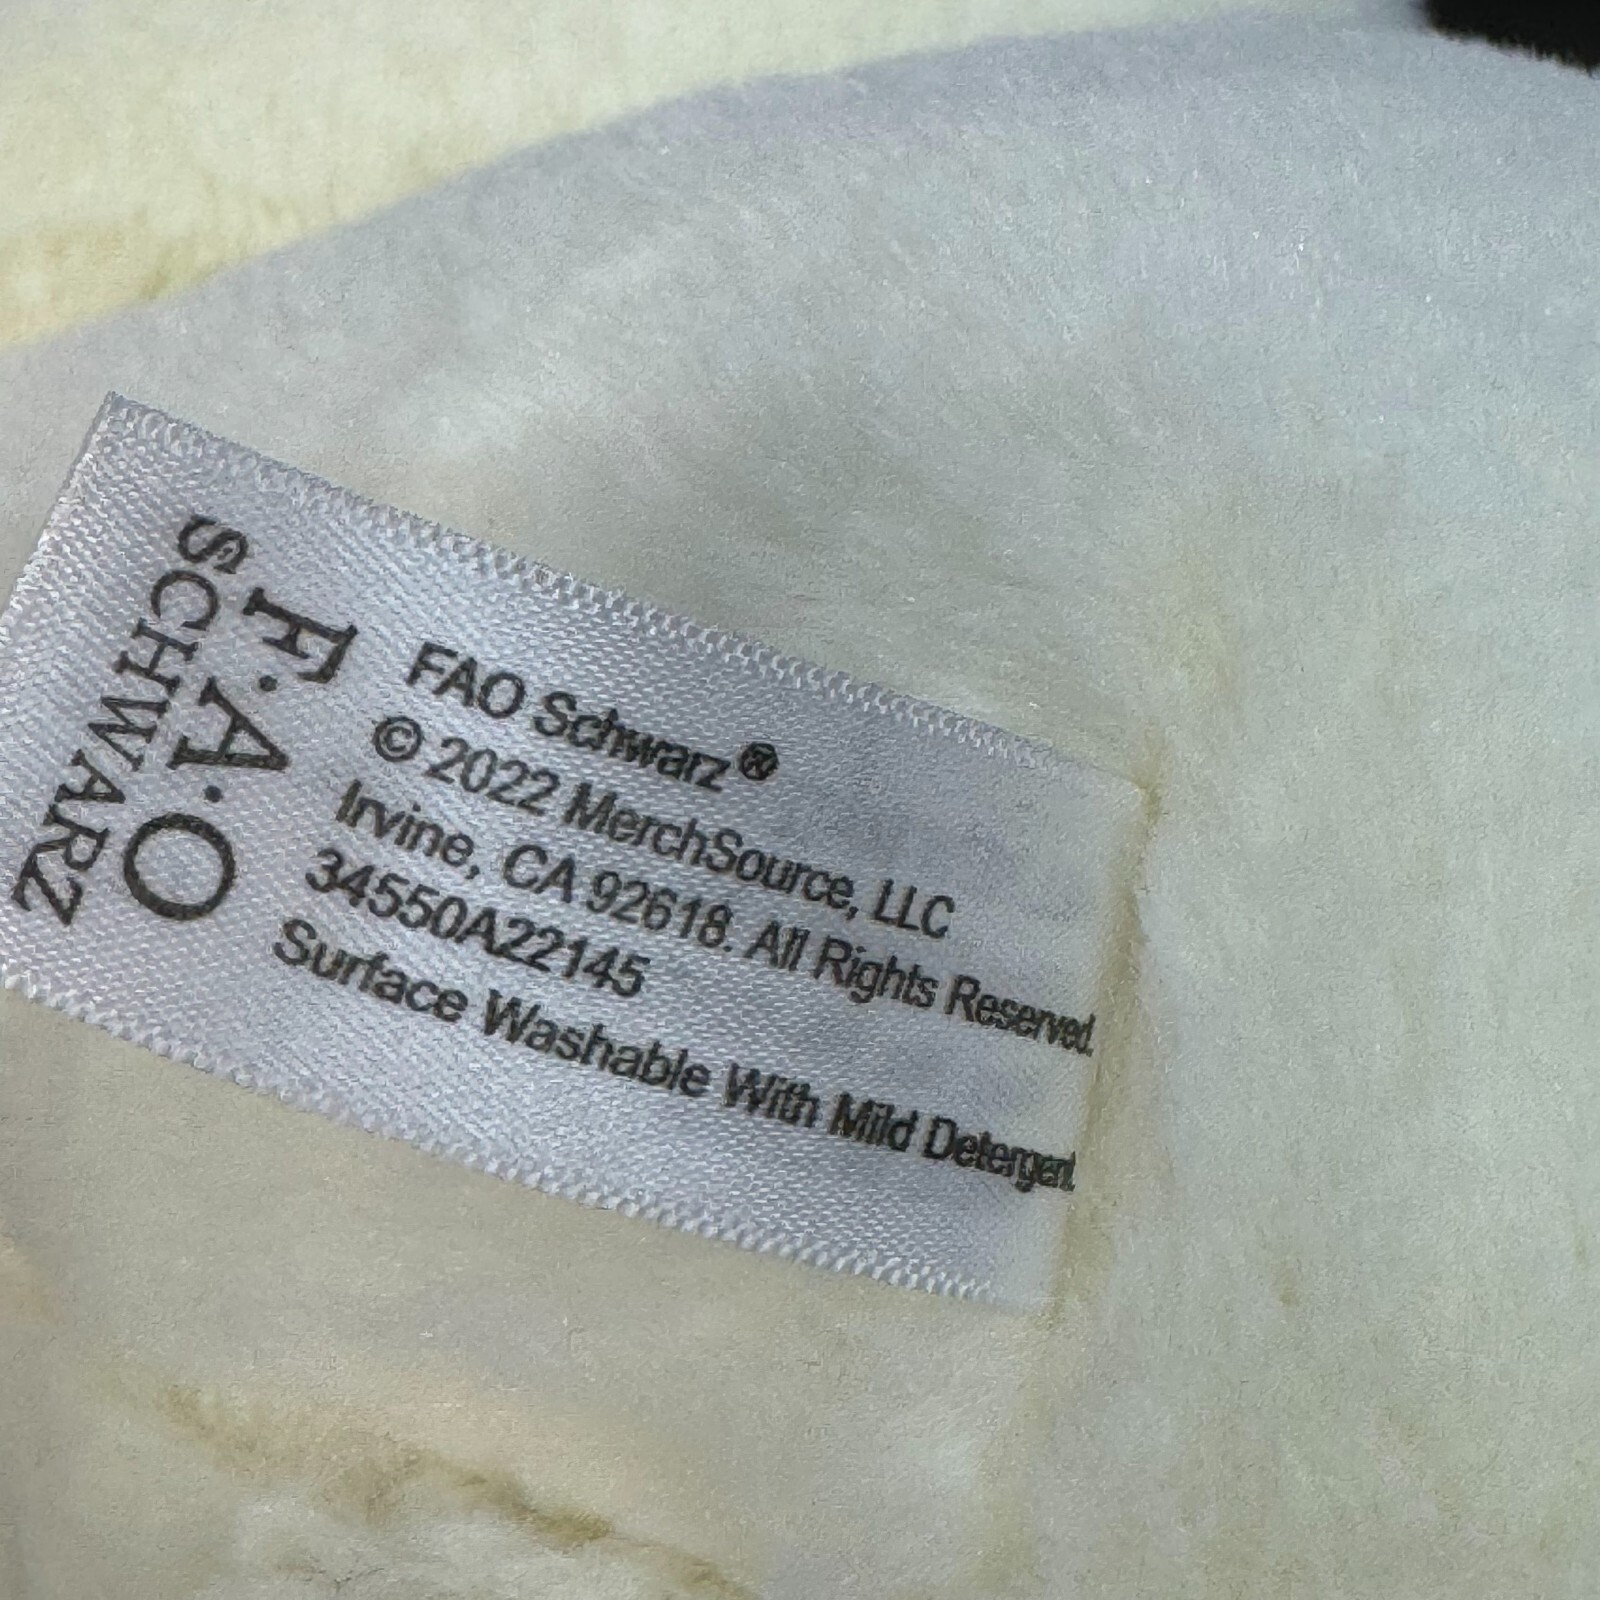 F·A·O
SCHWARZ
FAO Schwarz®
© 2022 MerchSource, LLC
Irvine, CA 92618. All Rights Reserved.
34550A22145
Surface Washable With Mild Detergent.